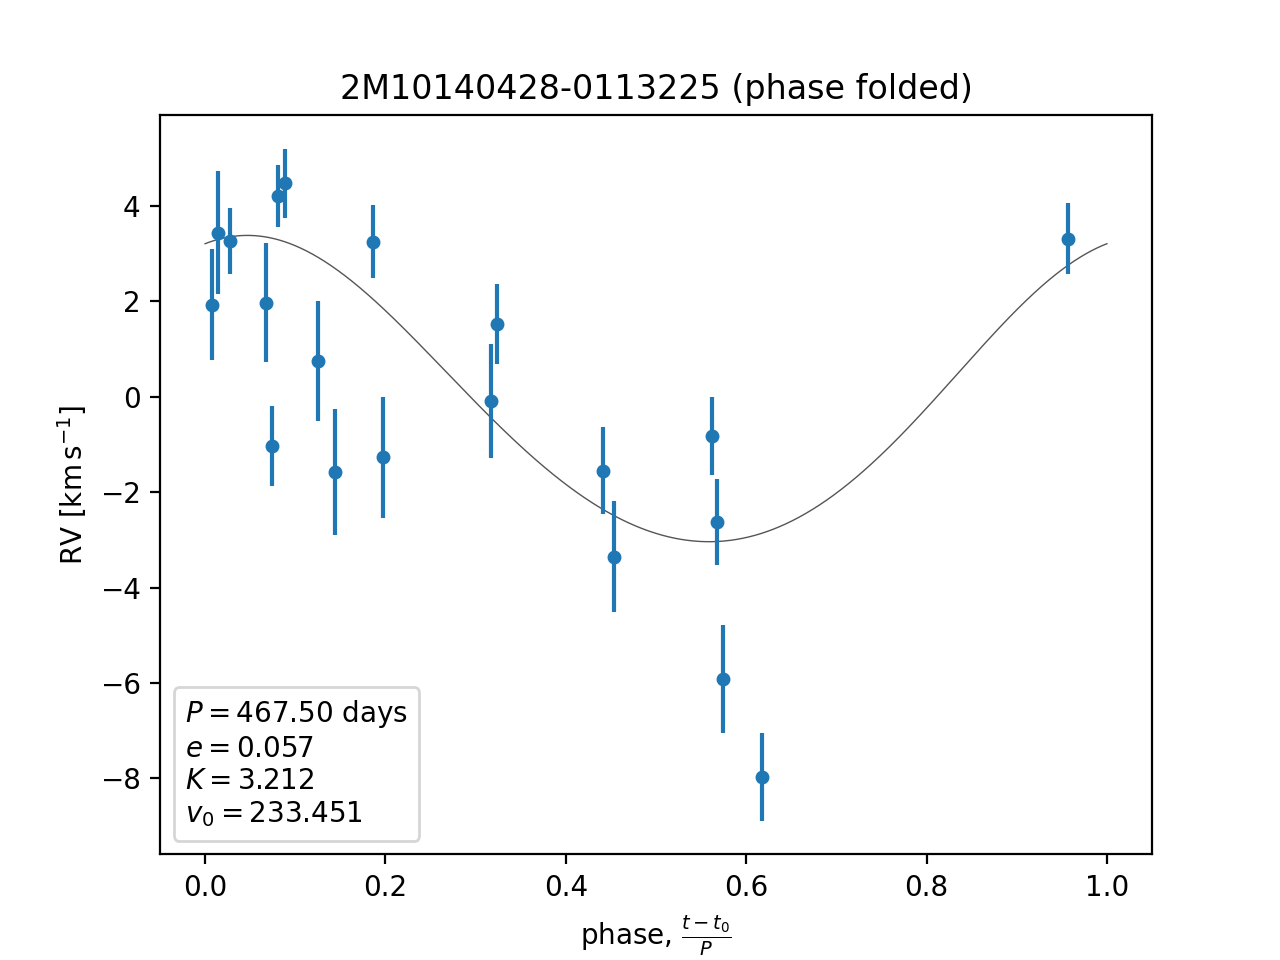 2M10140428-0113225 (phase folded)
4
2
0
−2
−4
−6
−8
RV [km s⁻¹]
P = 467.50 days
e = 0.057
K = 3.212
v₀ = 233.451
0.0 0.2 0.4 0.6 0.8 1.0
phase, (t − t₀)/P